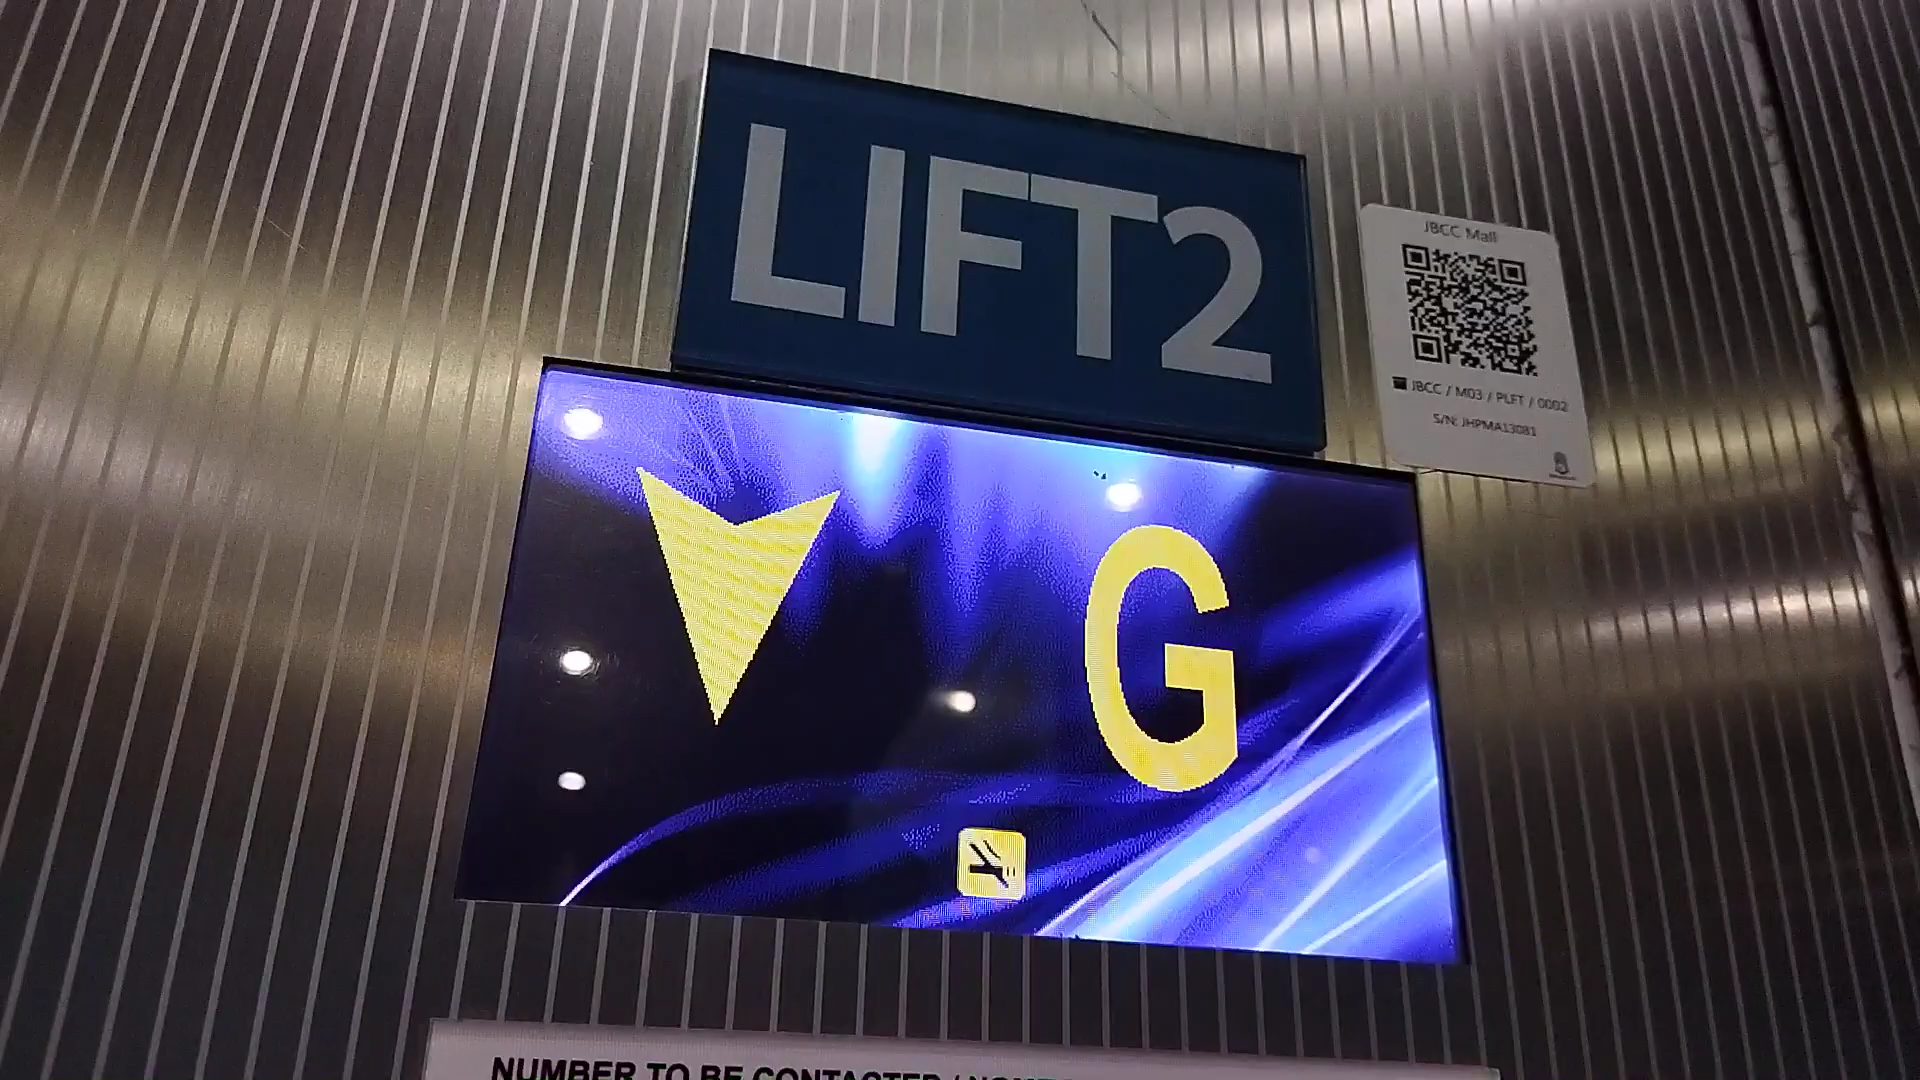 LIFT2
JBCC Mall
JBCC / M03 / PLFT / 0002
S/N: JHPMA13081
G
NUMBER TO BE CONTACTED /